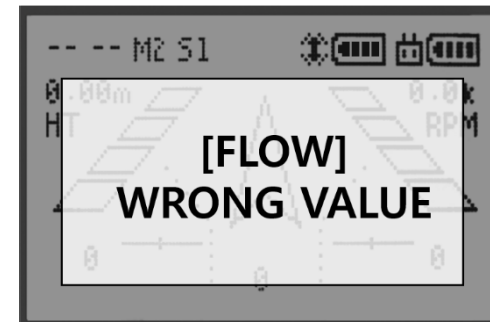 -- -- M2 S1
0.00m 0.0k
HT RPM
[FLOW]
WRONG VALUE
0 0
0